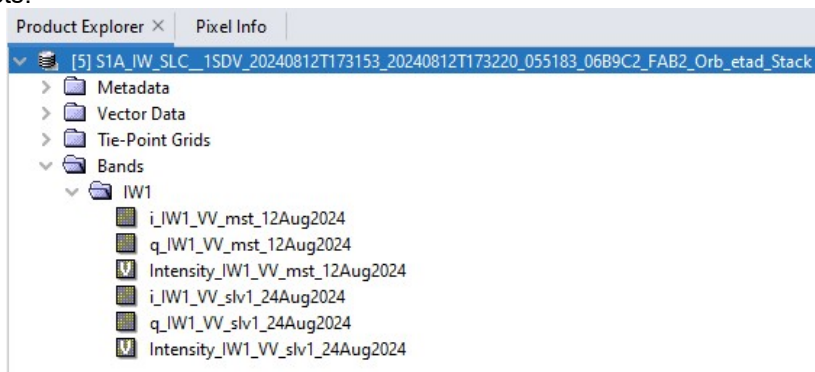 Product Explorer × Pixel Info
[5] S1A_IW_SLC__1SDV_20240812T173153_20240812T173220_055183_06B9C2_FAB2_Orb_etad_Stack
Metadata
Vector Data
Tie-Point Grids
Bands
IW1
i_IW1_VV_mst_12Aug2024
q_IW1_VV_mst_12Aug2024
Intensity_IW1_VV_mst_12Aug2024
i_IW1_VV_slv1_24Aug2024
q_IW1_VV_slv1_24Aug2024
Intensity_IW1_VV_slv1_24Aug2024